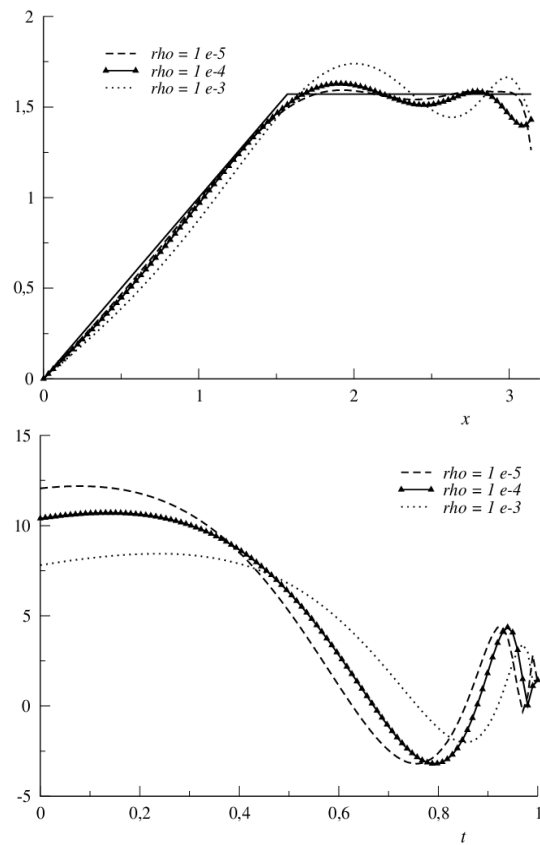 2
rho = 1 e-5
rho = 1 e-4
rho = 1 e-3
1,5
1
0,5
0
0 1 2 3
x
15
rho = 1 e-5
rho = 1 e-4
rho = 1 e-3
10
5
0
-5
0 0,2 0,4 0,6 0,8 1
t